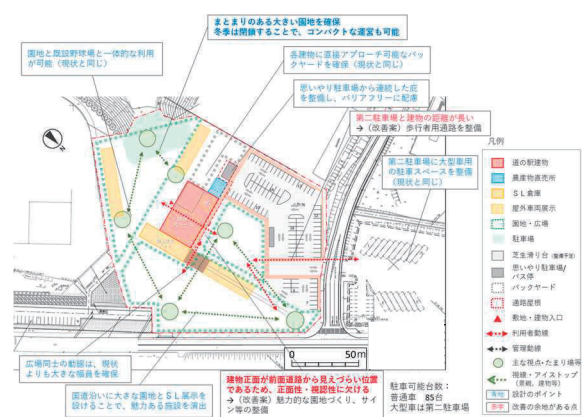 まとまりのある大きい園地を確保
冬季は閉鎖することで、コンパクトな運営も可能
園地と既設野球場と一体的な利用
が可能（現状と同じ）
各建物に直接アプローチ可能なバッ
クヤードを確保（現状と同じ）
思いやり駐車場から連続した庇
を整備し、バリアフリーに配慮
第二駐車場と建物の距離が長い
→（改善案）歩行者用通路を整備
第二駐車場に大型車用
の駐車スペースを整備
（現状と同じ）
N
凡例
道の駅建物
農産物直売所
ＳＬ倉庫
屋外車両展示
園地・広場
駐車場
芝生滑り台（整備予定）
思いやり駐車場/
バス停
バックヤード
通路屋根
敷地・建物入口
利用者動線
管理動線
主な視点・たまり場等
視線・アイストップ
（景観、建物等）
青地 設計のポイント
赤字 改善の余地がある点
0 50m
広場同士の動線は、現状
よりも大きな幅員を確保
国道沿いに大きな園地とＳＬ展示を
設けることで、魅力ある施設を演出
建物正面が前面道路から見えづらい位置
であるため、正面性・視認性に欠ける
→（改善案）魅力的な園地づくり、サイ
ン等の整備
駐車可能台数：
普通車 85台
大型車は第二駐車場